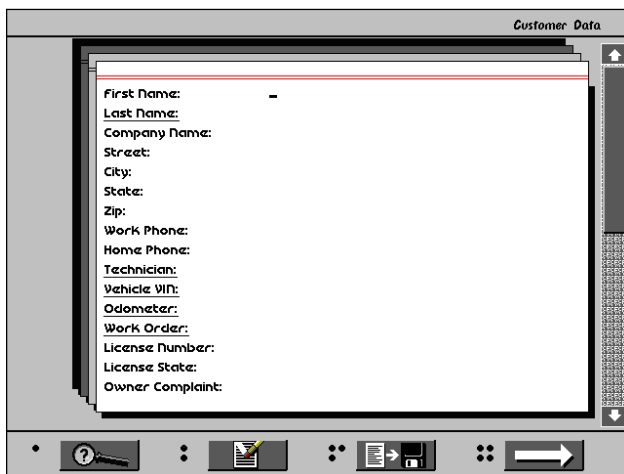 Customer Data
First Name:
Last Name:
Company Name:
Street:
City:
State:
Zip:
Work Phone:
Home Phone:
Technician:
Vehicle VIN:
Odometer:
Work Order:
License Number:
License State:
Owner Complaint: